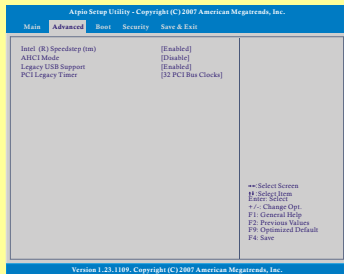 Atpio Setup Utility - Copyright (C) 2007 American Megatrends, Inc.
Main Advanced Boot Security Save & Exit
Intel (R) Speedstep (tm) [Enabled]
AHCI Mode [Disable]
Legacy USB Support [Enabled]
PCI Legacy Timer [32 PCI Bus Clocks]
↔:Select Screen
↕:Select Item
Enter: Select
+/-: Change Opt.
F1: General Help
F2: Previous Values
F9: Optimized Default
F4: Save
Version 1.23.1109. Copyright (C) 2007 American Megatrends, Inc.